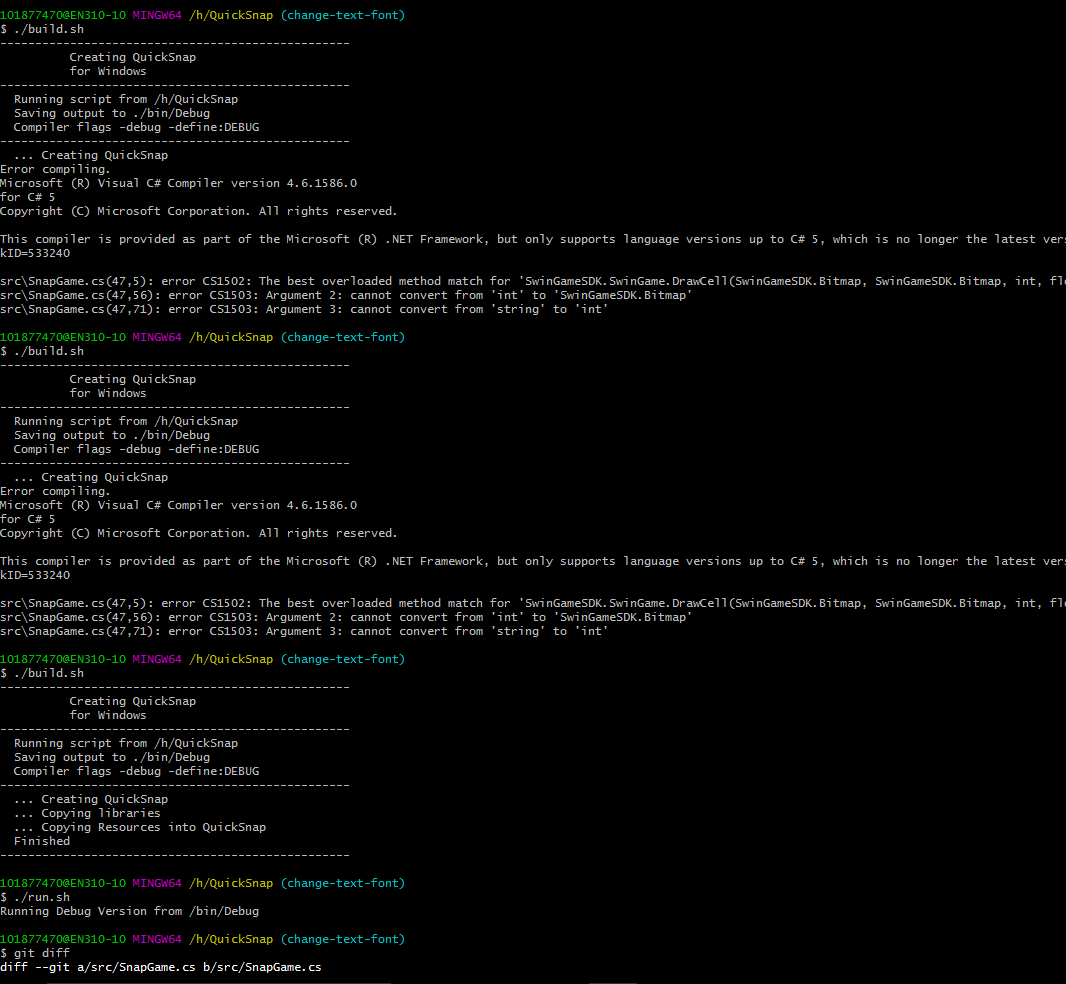 101877470@EN310-10 MINGW64 /h/QuickSnap (change-text-font)
$ ./build.sh
--------------------------------------------------
Creating QuickSnap
for Windows
--------------------------------------------------
Running script from /h/QuickSnap
Saving output to ./bin/Debug
Compiler flags -debug -define:DEBUG
--------------------------------------------------
... Creating QuickSnap
Error compiling.
Microsoft (R) Visual C# Compiler version 4.6.1586.0
for C# 5
Copyright (C) Microsoft Corporation. All rights reserved.
This compiler is provided as part of the Microsoft (R) .NET Framework, but only supports language versions up to C# 5, which is no longer the latest vers
kID=533240
src\SnapGame.cs(47,5): error CS1502: The best overloaded method match for 'SwinGameSDK.SwinGame.DrawCell(SwinGameSDK.Bitmap, SwinGameSDK.Bitmap, int, flo
src\SnapGame.cs(47,56): error CS1503: Argument 2: cannot convert from 'int' to 'SwinGameSDK.Bitmap'
src\SnapGame.cs(47,71): error CS1503: Argument 3: cannot convert from 'string' to 'int'
101877470@EN310-10 MINGW64 /h/QuickSnap (change-text-font)
$ ./build.sh
--------------------------------------------------
Creating QuickSnap
for Windows
--------------------------------------------------
Running script from /h/QuickSnap
Saving output to ./bin/Debug
Compiler flags -debug -define:DEBUG
--------------------------------------------------
... Creating QuickSnap
Error compiling.
Microsoft (R) Visual C# Compiler version 4.6.1586.0
for C# 5
Copyright (C) Microsoft Corporation. All rights reserved.
This compiler is provided as part of the Microsoft (R) .NET Framework, but only supports language versions up to C# 5, which is no longer the latest vers
kID=533240
src\SnapGame.cs(47,5): error CS1502: The best overloaded method match for 'SwinGameSDK.SwinGame.DrawCell(SwinGameSDK.Bitmap, SwinGameSDK.Bitmap, int, flo
src\SnapGame.cs(47,56): error CS1503: Argument 2: cannot convert from 'int' to 'SwinGameSDK.Bitmap'
src\SnapGame.cs(47,71): error CS1503: Argument 3: cannot convert from 'string' to 'int'
101877470@EN310-10 MINGW64 /h/QuickSnap (change-text-font)
$ ./build.sh
--------------------------------------------------
Creating QuickSnap
for Windows
--------------------------------------------------
Running script from /h/QuickSnap
Saving output to ./bin/Debug
Compiler flags -debug -define:DEBUG
--------------------------------------------------
... Creating QuickSnap
... Copying libraries
... Copying Resources into QuickSnap
Finished
--------------------------------------------------
101877470@EN310-10 MINGW64 /h/QuickSnap (change-text-font)
$ ./run.sh
Running Debug Version from /bin/Debug
101877470@EN310-10 MINGW64 /h/QuickSnap (change-text-font)
$ git diff
diff --git a/src/SnapGame.cs b/src/SnapGame.cs